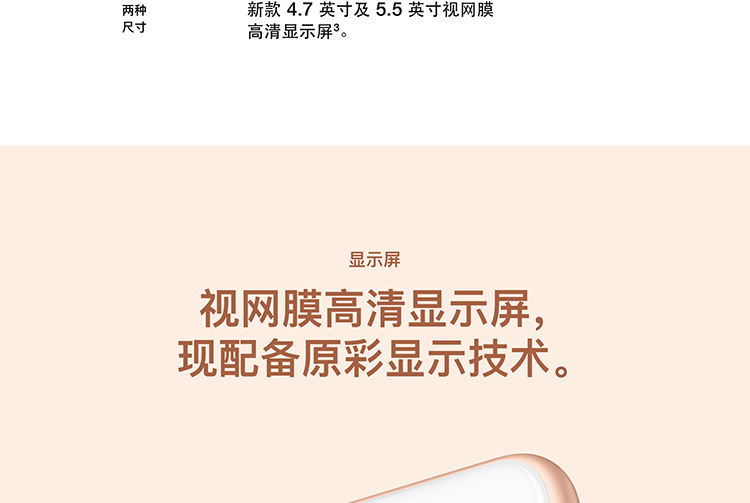 两种
尺寸
新款 4.7 英寸及 5.5 英寸视网膜
高清显示屏³。
显示屏
视网膜高清显示屏，
现配备原彩显示技术。